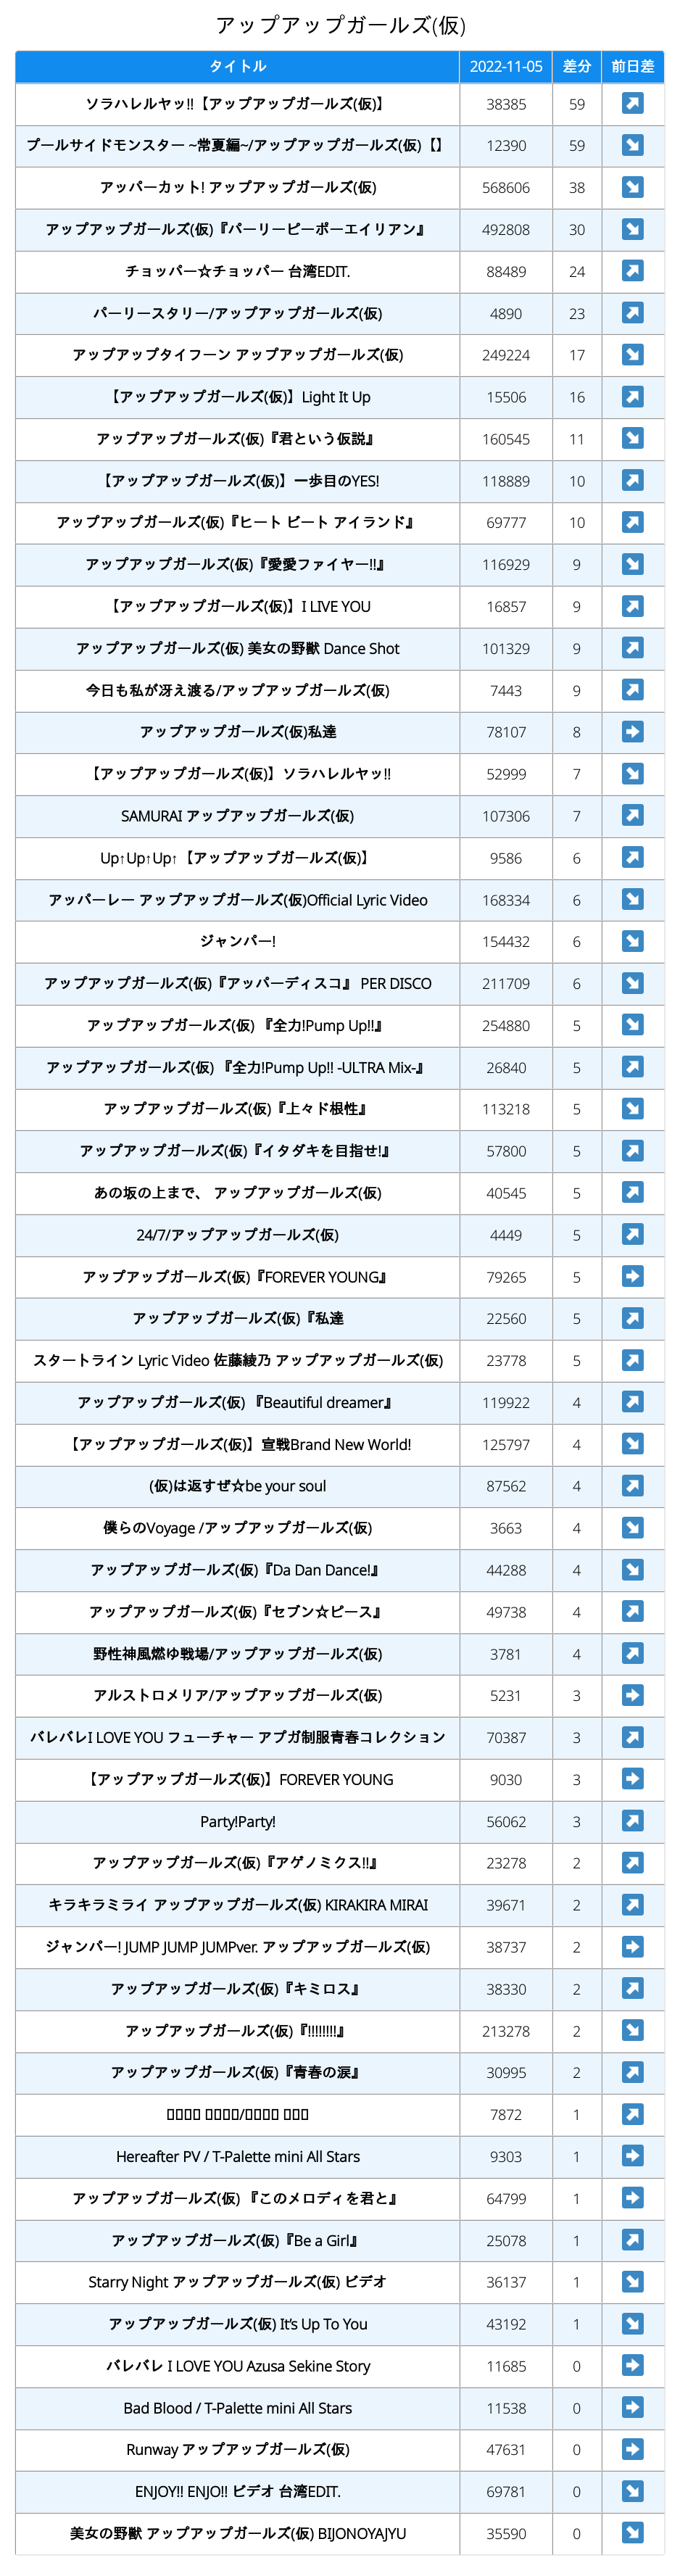 アップアップガールズ(仮)
タイトル 2022-11-05 差分 前日差
ソラハレルヤッ!!【アップアップガールズ(仮)】 38385 59
プールサイドモンスター ~常夏編~/アップアップガールズ(仮)【】 12390 59
アッパーカット! アップアップガールズ(仮) 568606 38
アップアップガールズ(仮)『パーリーピーポーエイリアン』 492808 30
チョッパー☆チョッパー 台湾EDIT. 88489 24
パーリースタリー/アップアップガールズ(仮) 4890 23
アップアップタイフーン アップアップガールズ(仮) 249224 17
【アップアップガールズ(仮)】Light It Up 15506 16
アップアップガールズ(仮)『君という仮説』 160545 11
【アップアップガールズ(仮)】一歩目のYES! 118889 10
アップアップガールズ(仮)『ヒート ビート アイランド』 69777 10
アップアップガールズ(仮)『愛愛ファイヤー!!』 116929 9
【アップアップガールズ(仮)】I LIVE YOU 16857 9
アップアップガールズ(仮) 美女の野獣 Dance Shot 101329 9
今日も私が冴え渡る/アップアップガールズ(仮) 7443 9
アップアップガールズ(仮)私達 78107 8
【アップアップガールズ(仮)】ソラハレルヤッ!! 52999 7
SAMURAI アップアップガールズ(仮) 107306 7
Up↑Up↑Up↑【アップアップガールズ(仮)】 9586 6
アッパーレー アップアップガールズ(仮)Official Lyric Video 168334 6
ジャンパー! 154432 6
アップアップガールズ(仮)『アッパーディスコ』 PER DISCO 211709 6
アップアップガールズ(仮) 『全力!Pump Up!!』 254880 5
アップアップガールズ(仮) 『全力!Pump Up!! -ULTRA Mix-』 26840 5
アップアップガールズ(仮)『上々ド根性』 113218 5
アップアップガールズ(仮)『イタダキを目指せ!』 57800 5
あの坂の上まで、 アップアップガールズ(仮) 40545 5
24/7/アップアップガールズ(仮) 4449 5
アップアップガールズ(仮)『FOREVER YOUNG』 79265 5
アップアップガールズ(仮)『私達 22560 5
スタートライン Lyric Video 佐藤綾乃 アップアップガールズ(仮) 23778 5
アップアップガールズ(仮) 『Beautiful dreamer』 119922 4
【アップアップガールズ(仮)】宣戦Brand New World! 125797 4
(仮)は返すぜ☆be your soul 87562 4
僕らのVoyage /アップアップガールズ(仮) 3663 4
アップアップガールズ(仮)『Da Dan Dance!』 44288 4
アップアップガールズ(仮)『セブン☆ピース』 49738 4
野性神風燃ゆ戦場/アップアップガールズ(仮) 3781 4
アルストロメリア/アップアップガールズ(仮) 5231 3
バレバレI LOVE YOU フューチャー アプガ制服青春コレクション 70387 3
【アップアップガールズ(仮)】FOREVER YOUNG 9030 3
Party!Party! 56062 3
アップアップガールズ(仮)『アゲノミクス!!』 23278 2
キラキラミライ アップアップガールズ(仮) KIRAKIRA MIRAI 39671 2
ジャンパー! JUMP JUMP JUMPver. アップアップガールズ(仮) 38737 2
アップアップガールズ(仮)『キミロス』 38330 2
アップアップガールズ(仮)『!!!!!!!!』 213278 2
アップアップガールズ(仮)『青春の涙』 30995 2
7872 1
Hereafter PV / T-Palette mini All Stars 9303 1
アップアップガールズ(仮) 『このメロディを君と』 64799 1
アップアップガールズ(仮)『Be a Girl』 25078 1
Starry Night アップアップガールズ(仮) ビデオ 36137 1
アップアップガールズ(仮) It's Up To You 43192 1
バレバレ I LOVE YOU Azusa Sekine Story 11685 0
Bad Blood / T-Palette mini All Stars 11538 0
Runway アップアップガールズ(仮) 47631 0
ENJOY!! ENJO!! ビデオ 台湾EDIT. 69781 0
美女の野獣 アップアップガールズ(仮) BIJONOYAJYU 35590 0